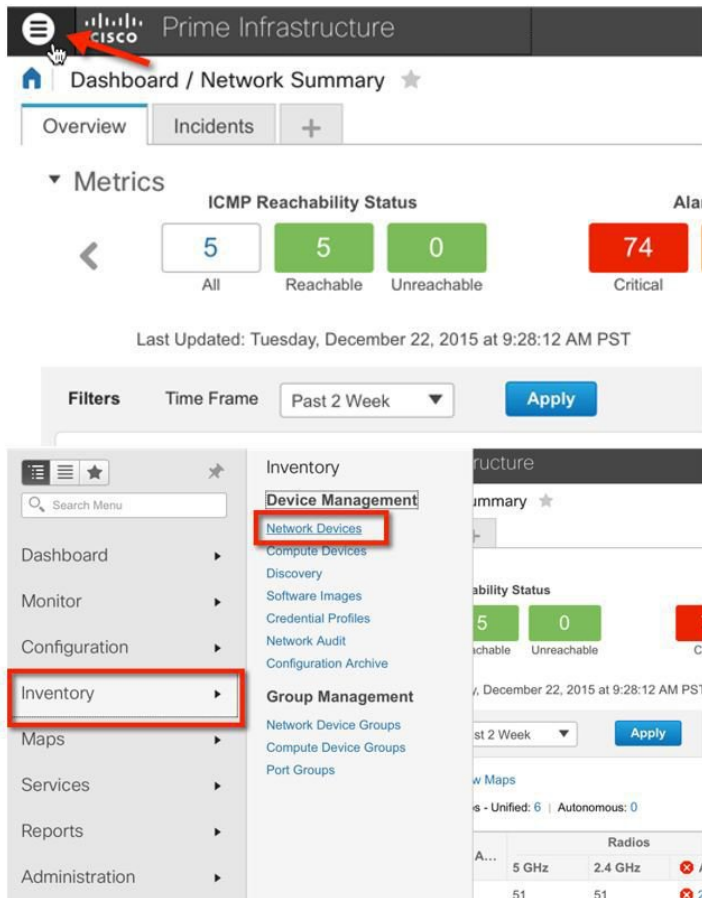 CISCO Prime Infrastructure
Dashboard / Network Summary
Overview Incidents +
Metrics
ICMP Reachability Status
5 5 0 74
All Reachable Unreachable Critical
Last Updated: Tuesday, December 22, 2015 at 9:28:12 AM PST
Filters Time Frame Past 2 Week Apply
Search Menu
Dashboard
Monitor
Configuration
Inventory
Maps
Services
Reports
Administration
Inventory
Device Management
Network Devices
Compute Devices
Discovery
Software Images
Credential Profiles
Network Audit
Configuration Archive
Group Management
Network Device Groups
Compute Device Groups
Port Groups
Status
5 0
Unreachable
December 22, 2015 at 9:28:12 AM PST
2 Week Apply
Maps
Unified: 6 | Autonomous: 0
Radios
A... 5 GHz 2.4 GHz
51 51